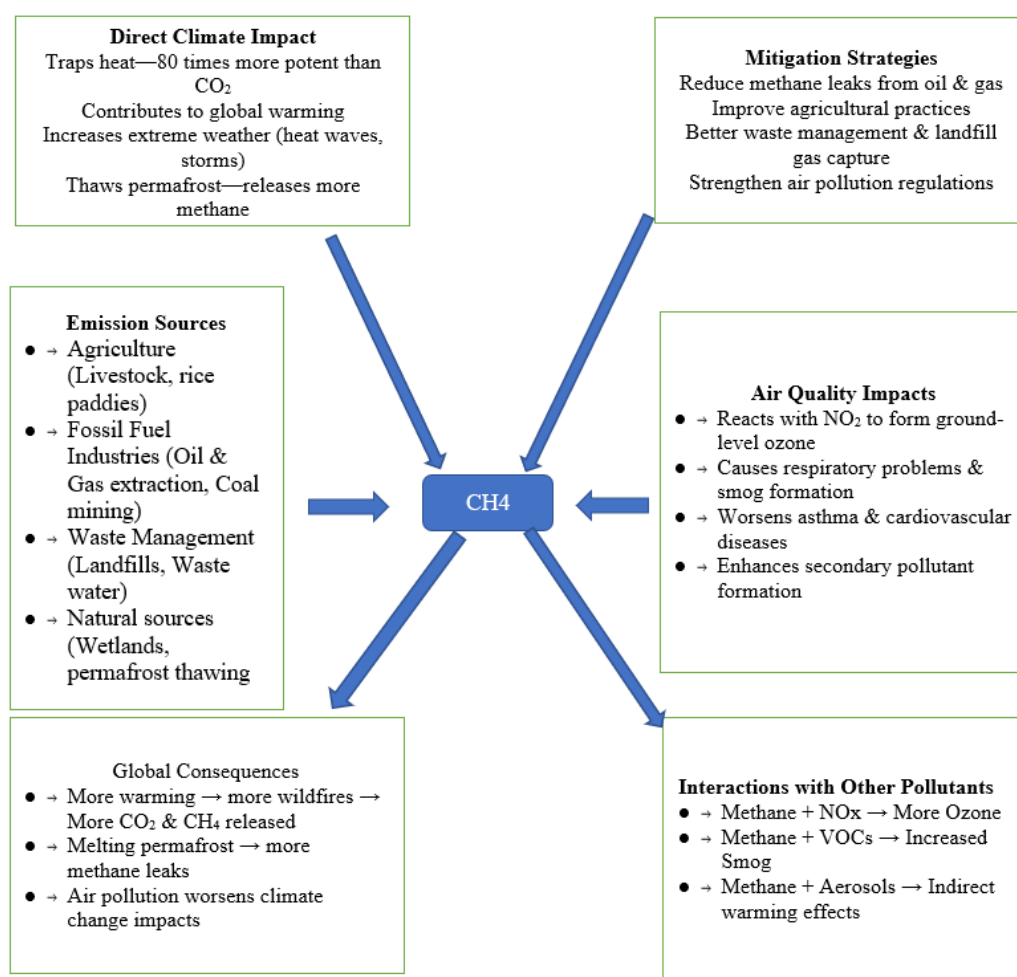 Direct Climate Impact
Traps heat—80 times more potent than
CO₂
Contributes to global warming
Increases extreme weather (heat waves,
storms)
Thaws permafrost—releases more
methane
Mitigation Strategies
Reduce methane leaks from oil & gas
Improve agricultural practices
Better waste management & landfill
gas capture
Strengthen air pollution regulations
Emission Sources
● → Agriculture
(Livestock, rice
paddies)
● → Fossil Fuel
Industries (Oil &
Gas extraction, Coal
mining)
● → Waste Management
(Landfills, Waste
water)
● → Natural sources
(Wetlands,
permafrost thawing
CH4
Air Quality Impacts
● → Reacts with NO₂ to form ground-
level ozone
● → Causes respiratory problems &
smog formation
● → Worsens asthma & cardiovascular
diseases
● → Enhances secondary pollutant
formation
Global Consequences
● → More warming → more wildfires →
More CO₂ & CH₄ released
● → Melting permafrost → more
methane leaks
● → Air pollution worsens climate
change impacts
Interactions with Other Pollutants
● → Methane + NOx → More Ozone
● → Methane + VOCs → Increased
Smog
● → Methane + Aerosols → Indirect
warming effects